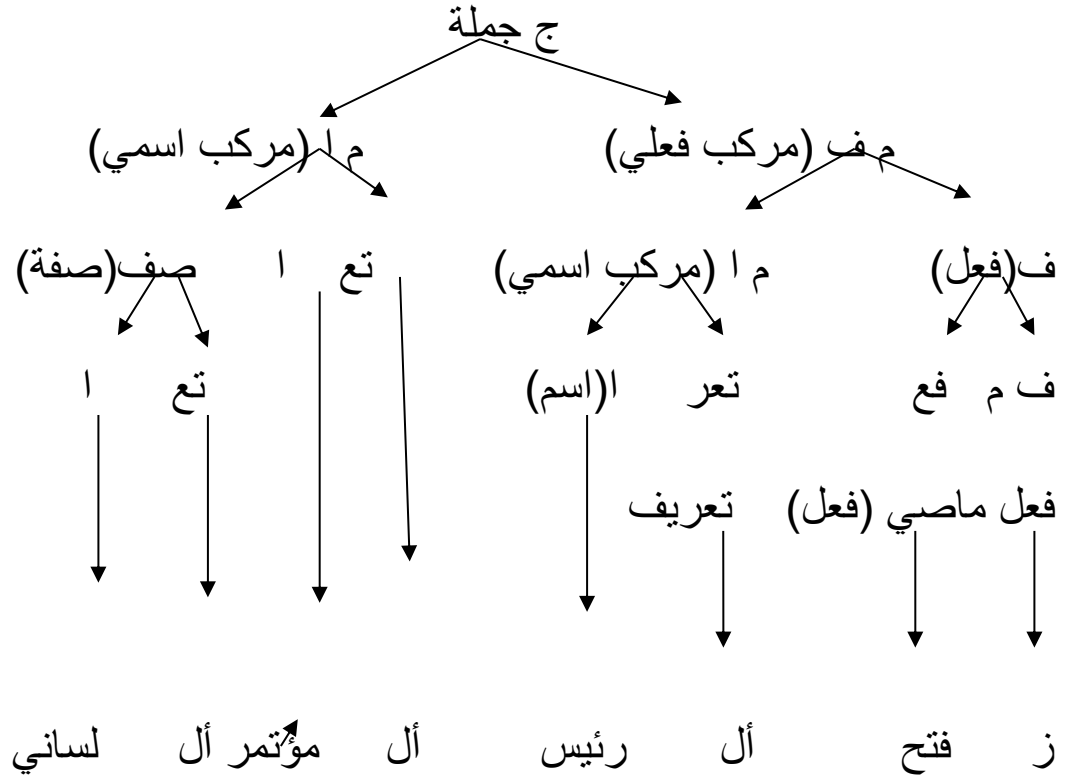 ج جملة
م ف (مركب فعلي) م ا (مركب اسمي)
ف(فعل) م ا (مركب اسمي) تع ا صف(صفة)
ف م فع تعر ا(اسم) تع ا
فعل ماصي (فعل) تعريف
ز فتح أل رئيس أل مؤتمر أل لساني